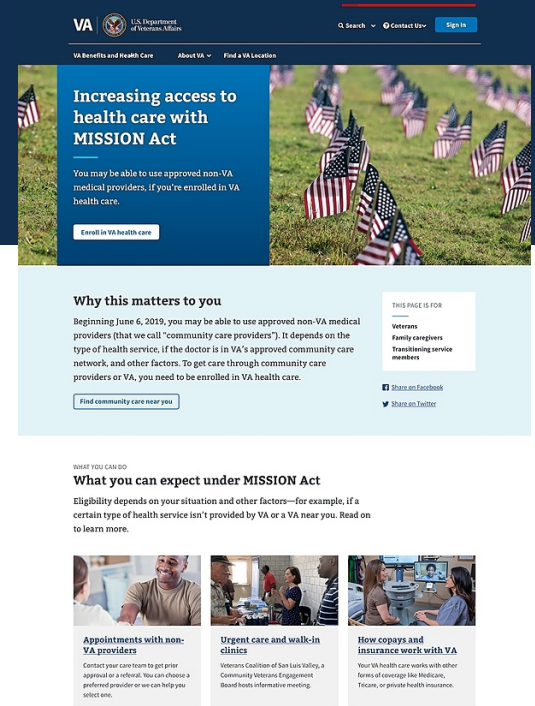 VA
U.S. Department
of Veterans Affairs
Search
Contact Us
Sign In
VA Benefits and Health Care
About VA
Find a VA Location
Increasing access to
health care with
MISSION Act
You may be able to use approved non-VA
medical providers, if you're enrolled in VA
health care.
Enroll in VA health care
Why this matters to you
Beginning June 6, 2019, you may be able to use approved non-VA medical
providers (that we call "community care providers"). It depends on the
type of health service, if the doctor is in VA's approved community care
network, and other factors. To get care through community care
providers or VA, you need to be enrolled in VA health care.
Find community care near you
THIS PAGE IS FOR
Veterans
Family caregivers
Transitioning service
members
Share on Facebook
Share on Twitter
WHAT YOU CAN DO
What you can expect under MISSION Act
Eligibility depends on your situation and other factors—for example, if a
certain type of health service isn't provided by VA or a VA near you. Read on
to learn more.
Appointments with non-
VA providers
Contact your care team to get prior
approval or a referral. You can choose a
preferred provider or we can help you
select one.
Urgent care and walk-in
clinics
Veterans Coalition of San Luis Valley, a
Community Veterans Engagement
Board hosts informative meeting.
How copays and
insurance work with VA
Your VA health care works with other
forms of coverage like Medicare,
Tricare, or private health insurance.